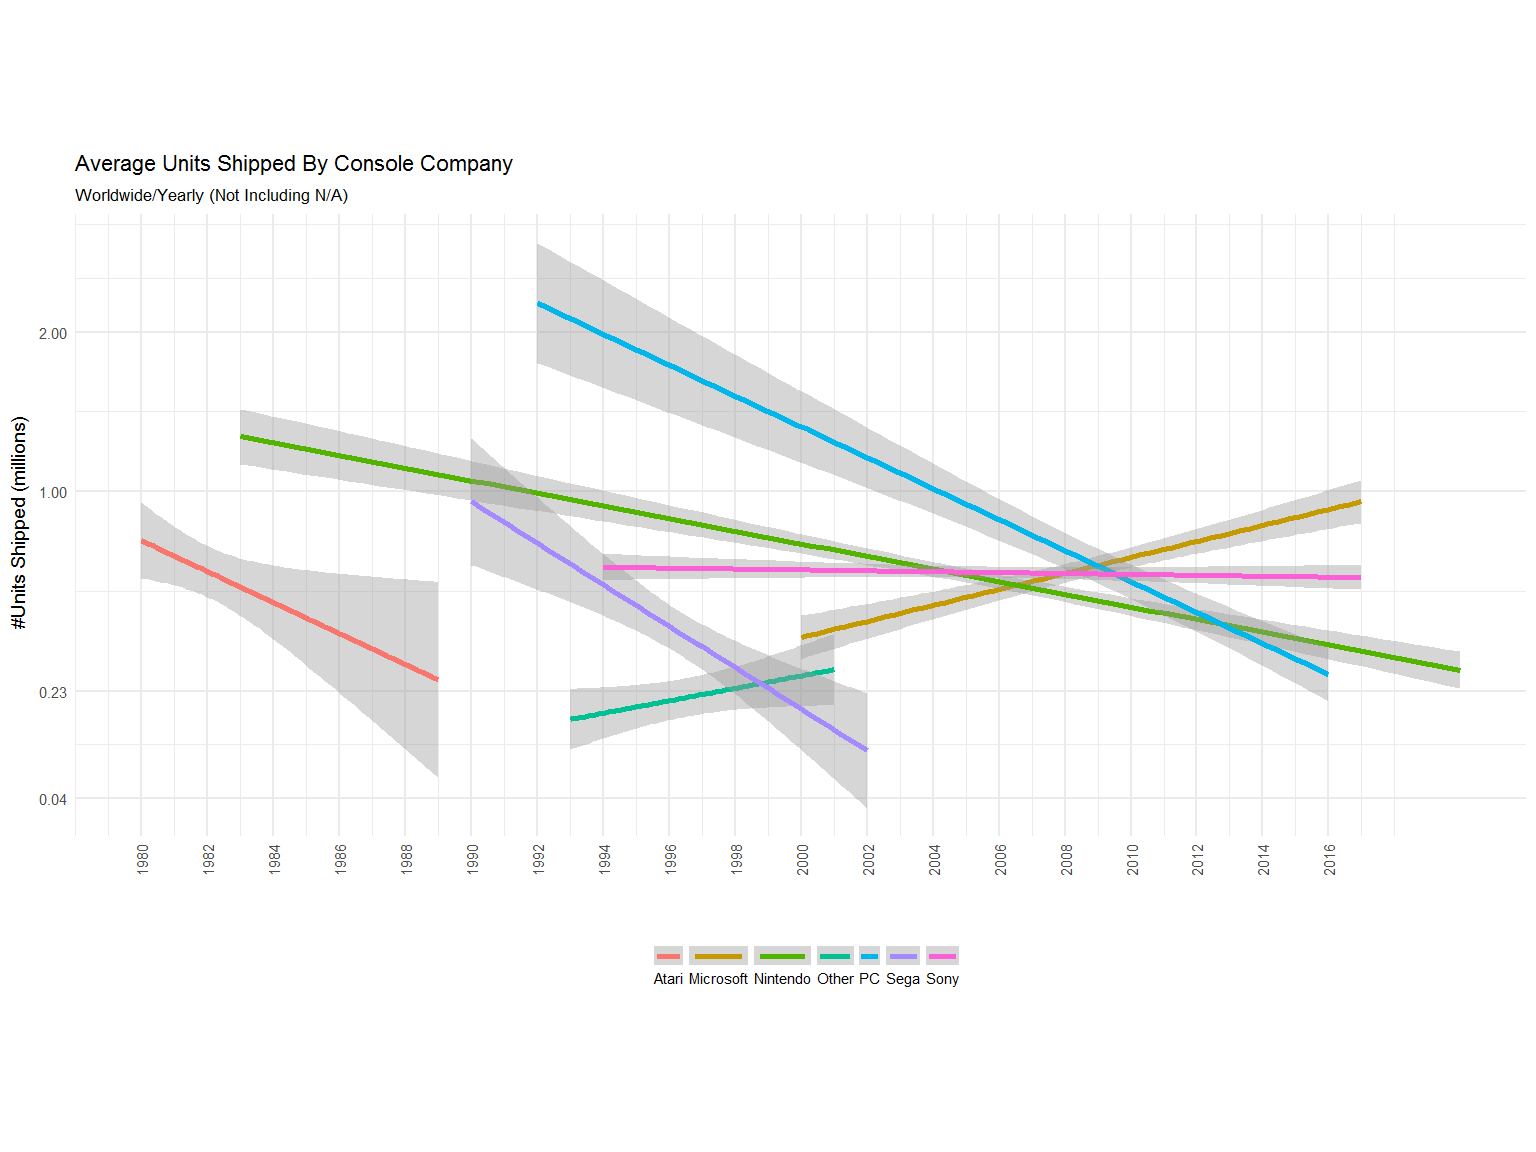 Average Units Shipped By Console Company
Worldwide/Yearly (Not Including N/A)
#Units Shipped (millions)
2.00
1.00
0.23
0.04
1980 1982 1984 1986 1988 1990 1992 1994 1996 1998 2000 2002 2004 2006 2008 2010 2012 2014 2016
Atari Microsoft Nintendo Other PC Sega Sony